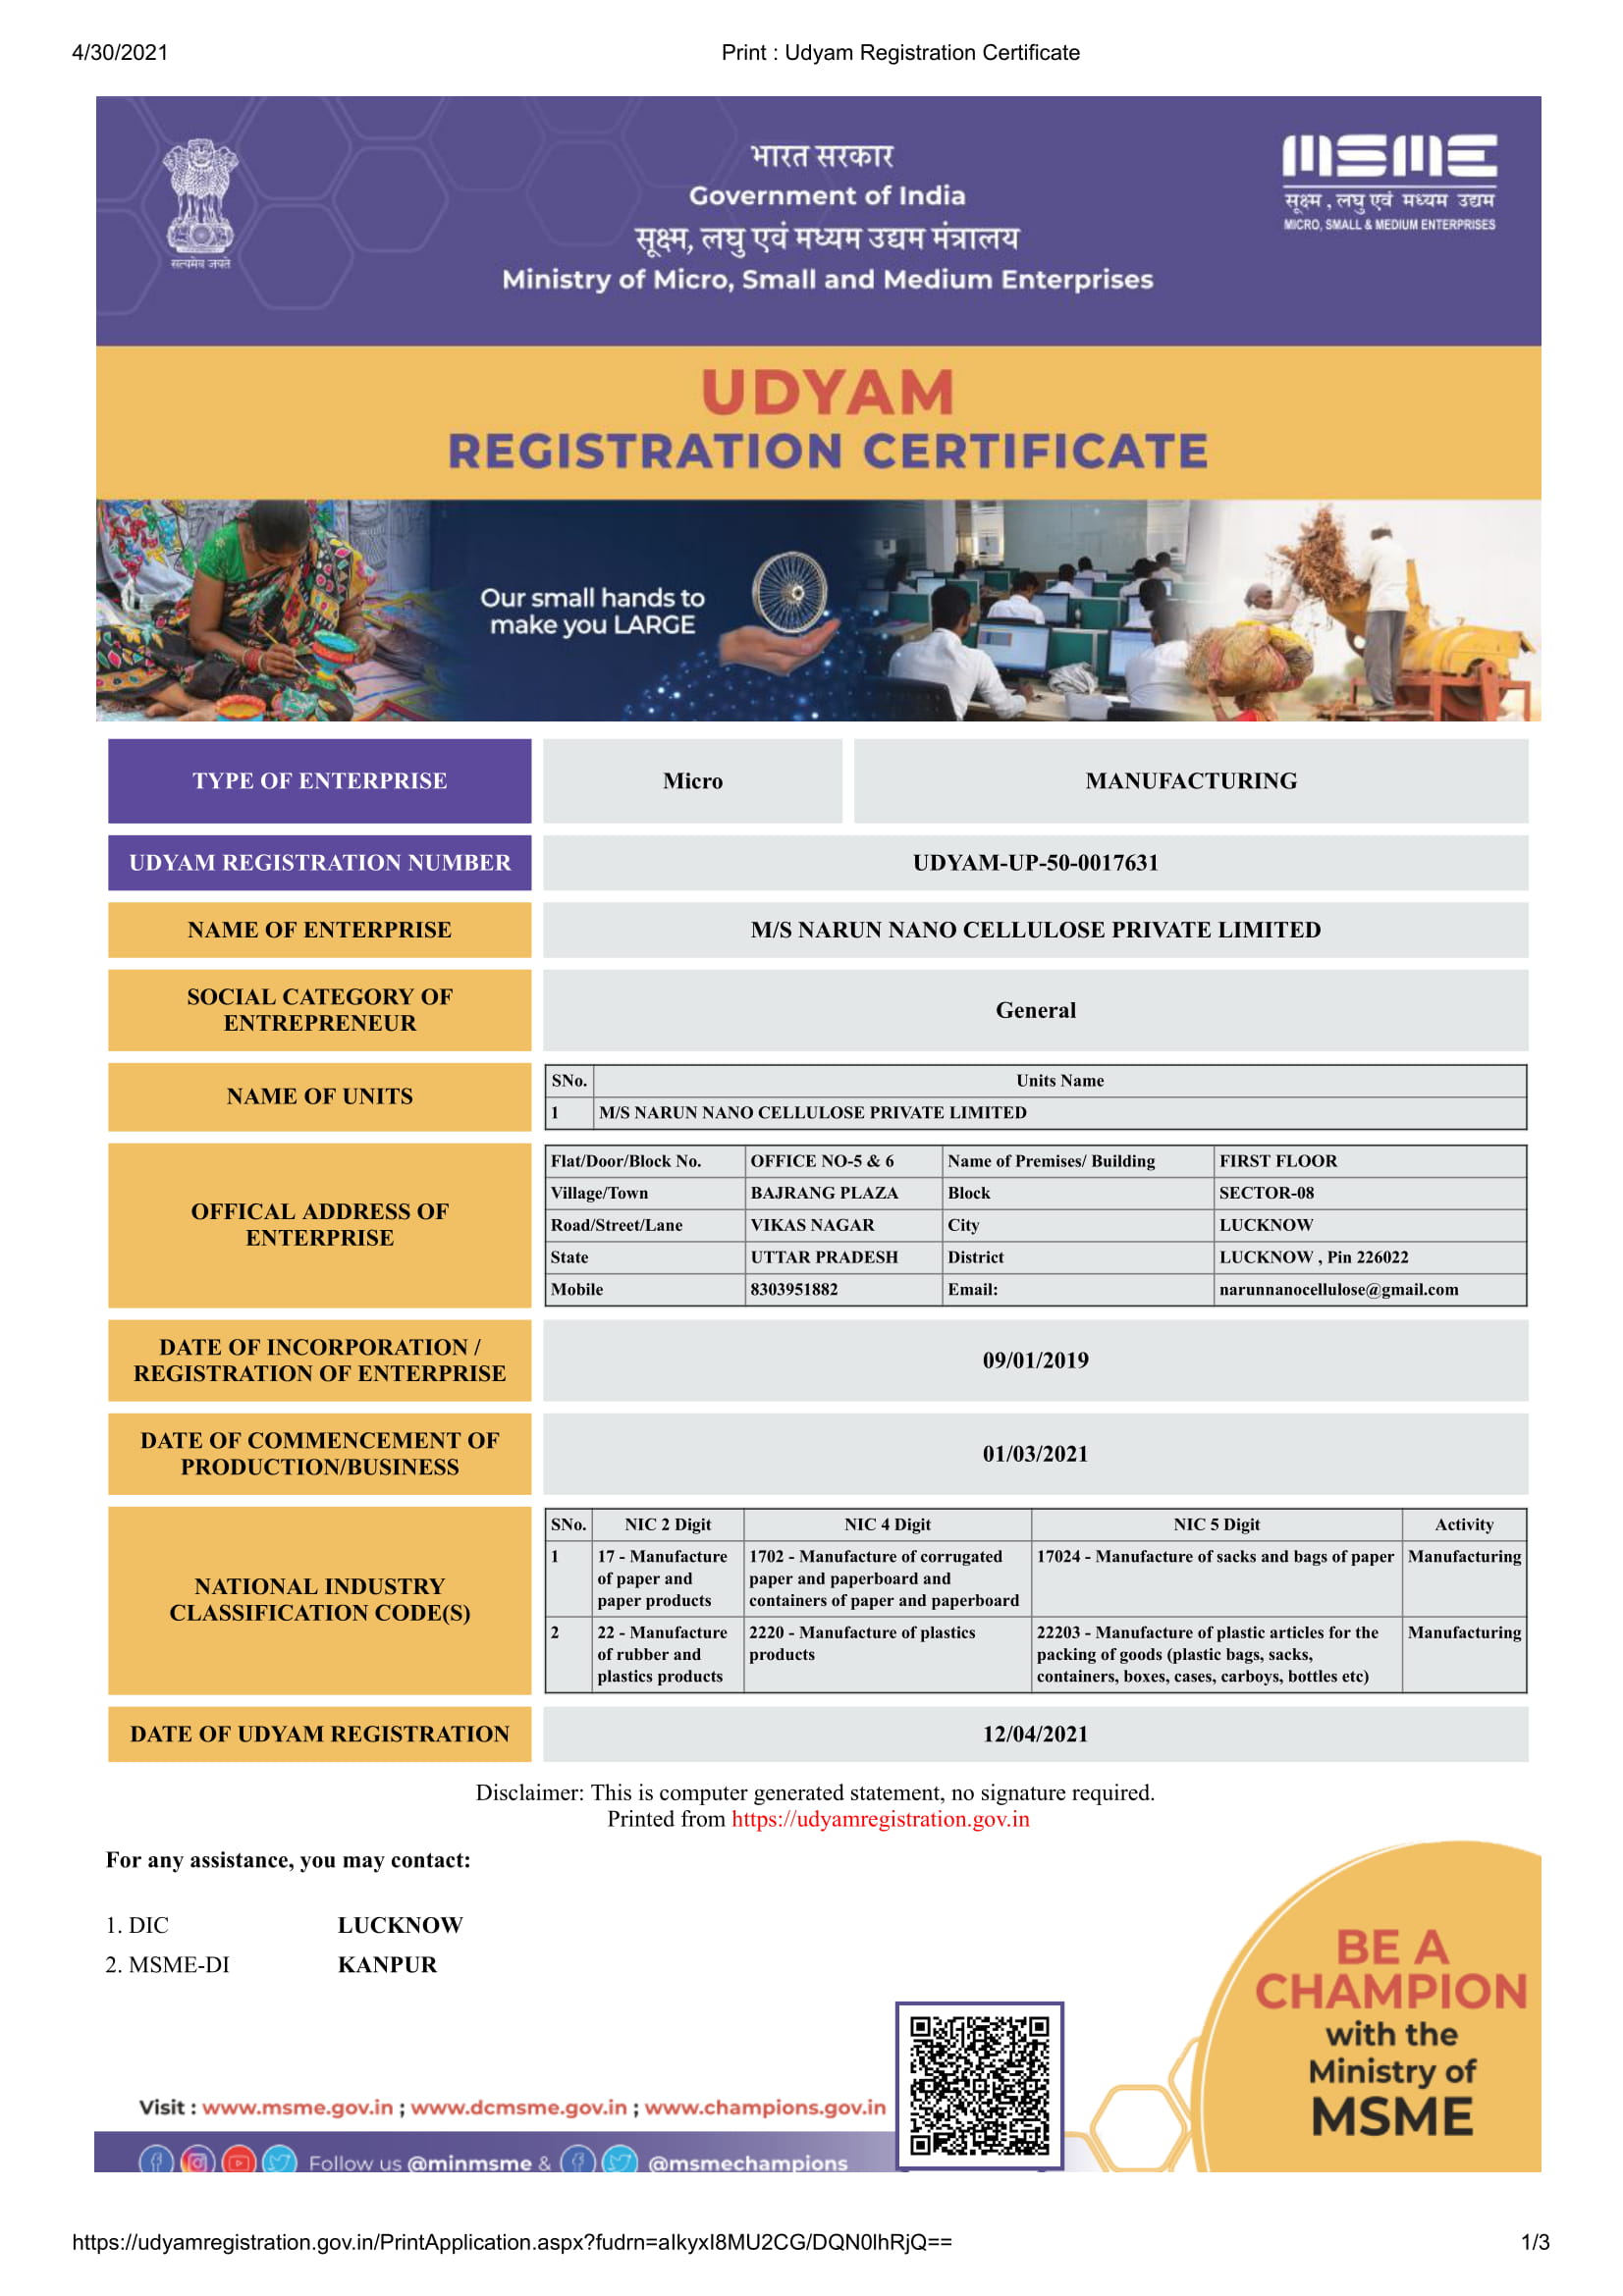 4/30/2021
Print : Udyam Registration Certificate
सत्यमेव जयते
भारत सरकार
Government of India
सूक्ष्म, लघु एवं मध्यम उद्यम मंत्रालय
Ministry of Micro, Small and Medium Enterprises
MSME
सूक्ष्म , लघु एवं मध्यम उद्यम
MICRO, SMALL & MEDIUM ENTERPRISES
UDYAM
REGISTRATION CERTIFICATE
Our small hands to
make you LARGE
TYPE OF ENTERPRISE Micro MANUFACTURING
UDYAM REGISTRATION NUMBER UDYAM-UP-50-0017631
NAME OF ENTERPRISE M/S NARUN NANO CELLULOSE PRIVATE LIMITED
SOCIAL CATEGORY OF
ENTREPRENEUR
General
NAME OF UNITS
SNo. Units Name
1 M/S NARUN NANO CELLULOSE PRIVATE LIMITED
OFFICAL ADDRESS OF
ENTERPRISE
Flat/Door/Block No. OFFICE NO-5 & 6 Name of Premises/ Building FIRST FLOOR
Village/Town BAJRANG PLAZA Block SECTOR-08
Road/Street/Lane VIKAS NAGAR City LUCKNOW
State UTTAR PRADESH District LUCKNOW , Pin 226022
Mobile 8303951882 Email: narunnanocellulose@gmail.com
DATE OF INCORPORATION /
REGISTRATION OF ENTERPRISE
09/01/2019
DATE OF COMMENCEMENT OF
PRODUCTION/BUSINESS
01/03/2021
NATIONAL INDUSTRY
CLASSIFICATION CODE(S)
SNo. NIC 2 Digit NIC 4 Digit NIC 5 Digit Activity
1 17 - Manufacture 1702 - Manufacture of corrugated 17024 - Manufacture of sacks and bags of paper Manufacturing
of paper and paper and paperboard and
paper products containers of paper and paperboard
2 22 - Manufacture 2220 - Manufacture of plastics 22203 - Manufacture of plastic articles for the Manufacturing
of rubber and products packing of goods (plastic bags, sacks,
plastics products containers, boxes, cases, carboys, bottles etc)
DATE OF UDYAM REGISTRATION 12/04/2021
Disclaimer: This is computer generated statement, no signature required.
Printed from https://udyamregistration.gov.in
For any assistance, you may contact:
1. DIC LUCKNOW
2. MSME-DI KANPUR
BE A
CHAMPION
with the
Ministry of
MSME
Visit : www.msme.gov.in ; www.dcmsme.gov.in ; www.champions.gov.in
Follow us @minmsme & @msmechampions
https://udyamregistration.gov.in/PrintApplication.aspx?fudrn=aIkyxI8MU2CG/DQN0lhRjQ==
1/3